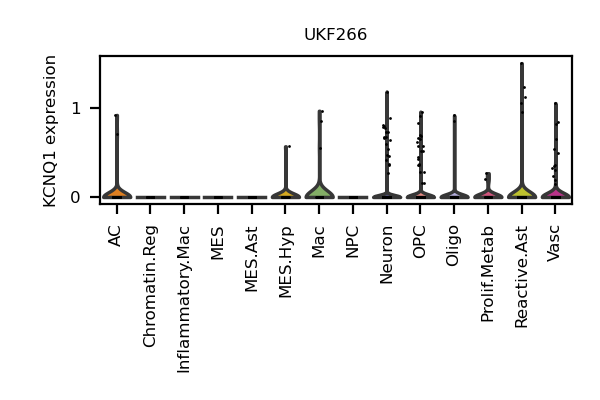 UKF266
KCNQ1 expression
1
0
AC
Chromatin.Reg
Inflammatory.Mac
MES
MES.Ast
MES.Hyp
Mac
NPC
Neuron
OPC
Oligo
Prolif.Metab
Reactive.Ast
Vasc